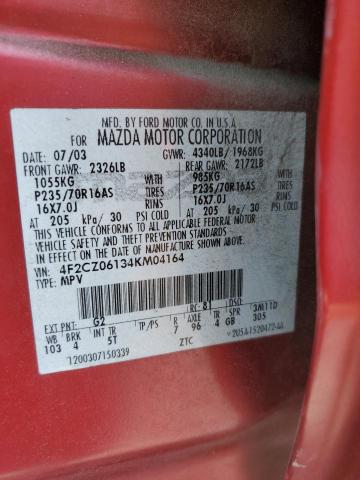 MFD. BY FORD MOTOR CO. IN U.S.A.
FOR MAZDA MOTOR CORPORATION
DATE: 07/03 GVWR: 4340LB/ 1968KG
FRONT GAWR: 2326LB REAR GAWR: 2172LB
1055KG WITH 985KG WITH
P235/70R16AS TIRES P235/70R16AS TIRES
16X7.0J RIMS 16X7.0J RIMS
AT 205 kPa/ 30 PSI COLD AT 205 kPa/ 30 PSI COLD
THIS VEHICLE CONFORMS TO ALL APPLICABLE FEDERAL MOTOR
VEHICLE SAFETY AND BUMPER STANDARDS IN EFFECT ON THE
DATE OF MANUFACTURE SHOWN ABOVE.
VIN: 4F2CZ06134KM04164
TYPE: MPV
EXT PNT: G2 RC: 81 DSO:
WB BRK INT TR TP/PS R AXLE TR SPR 3M11D
103 4 5T 7 96 4 GB 305
1200307150339 ZTC